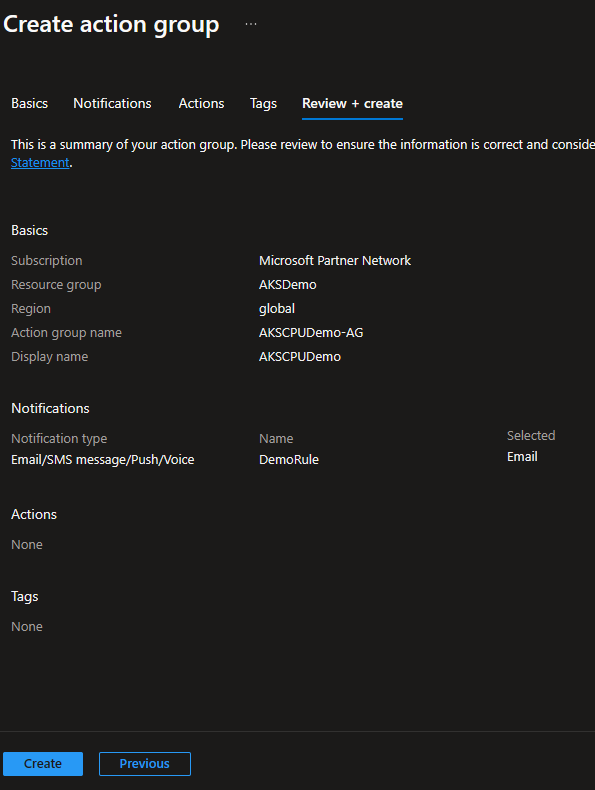 Create action group ...
Basics Notifications Actions Tags Review + create
This is a summary of your action group. Please review to ensure the information is correct and conside
Statement.
Basics
Subscription Microsoft Partner Network
Resource group AKSDemo
Region global
Action group name AKSCPUDemo-AG
Display name AKSCPUDemo
Notifications
Notification type Name Selected
Email/SMS message/Push/Voice DemoRule Email
Actions
None
Tags
None
Create Previous